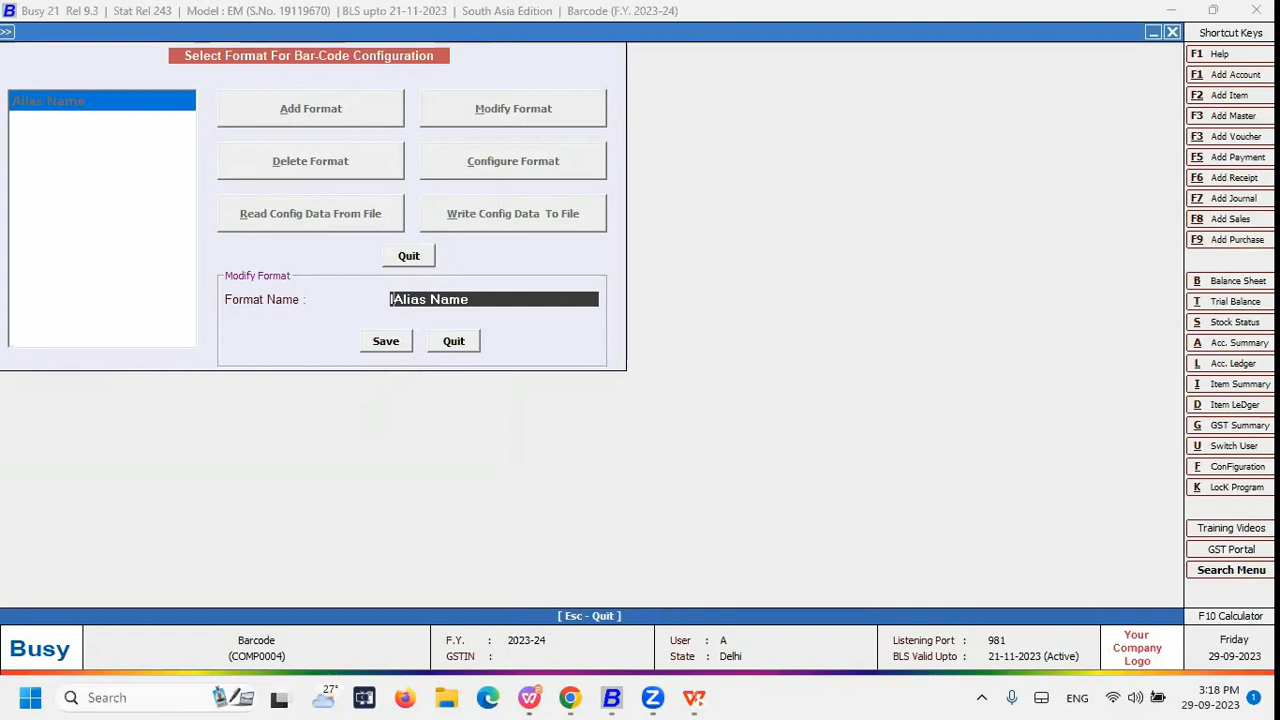 Busy 21 Rel 9.3 | Stat Rel 243 | Model : EM (S.No. 19119670) | BLS upto 21-11-2023 | South Asia Edition | Barcode (F.Y. 2023-24)
>>
Shortcut Keys
Select Format For Bar-Code Configuration
Alias Name
Add Format
Modify Format
Delete Format
Configure Format
Read Config Data From File
Write Config Data To File
Quit
Modify Format
Format Name :
Alias Name
Save
Quit
F1 Help
F1 Add Account
F2 Add Item
F3 Add Master
F3 Add Voucher
F5 Add Payment
F6 Add Receipt
F7 Add Journal
F8 Add Sales
F9 Add Purchase
B Balance Sheet
T Trial Balance
S Stock Status
A Acc. Summary
L Acc. Ledger
I Item Summary
D Item LeDger
G GST Summary
U Switch User
F ConFiguration
K LocK Program
Training Videos
GST Portal
Search Menu
[ Esc - Quit ]
F10 Calculator
Busy
Barcode
(COMP0004)
F.Y. : 2023-24
GSTIN :
User : A
State : Delhi
Listening Port : 981
BLS Valid Upto : 21-11-2023 (Active)
Your
Company
Logo
Friday
29-09-2023
Search
27°
ENG
3:18 PM
29-09-2023
1